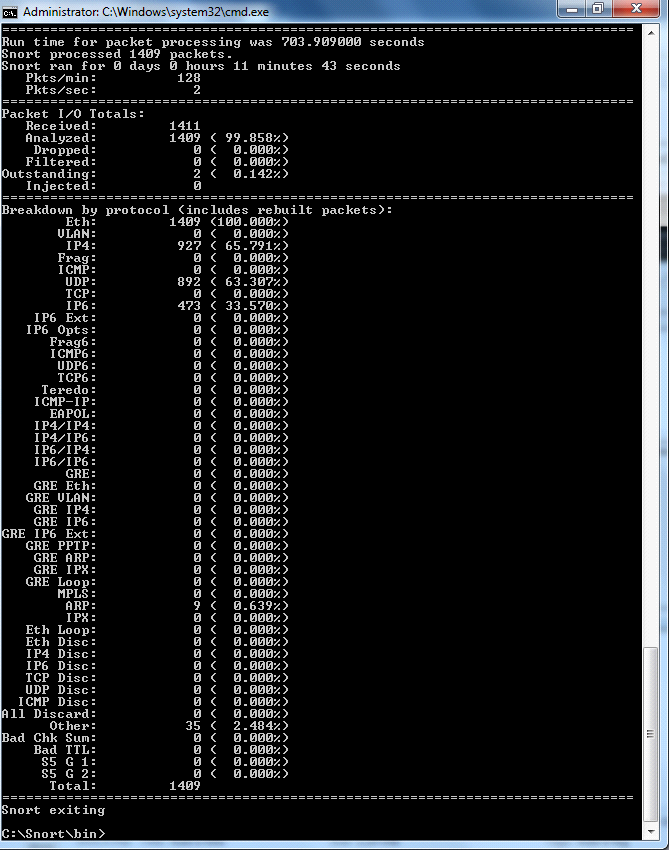 Administrator: C:\Windows\system32\cmd.exe
===============================================================================
Run time for packet processing was 703.909000 seconds
Snort processed 1409 packets.
Snort ran for 0 days 0 hours 11 minutes 43 seconds
Pkts/min: 128
Pkts/sec: 2
===============================================================================
Packet I/O Totals:
Received: 1411
Analyzed: 1409 ( 99.858%)
Dropped: 0 ( 0.000%)
Filtered: 0 ( 0.000%)
Outstanding: 2 ( 0.142%)
Injected: 0
===============================================================================
Breakdown by protocol (includes rebuilt packets):
Eth: 1409 (100.000%)
VLAN: 0 ( 0.000%)
IP4: 927 ( 65.791%)
Frag: 0 ( 0.000%)
ICMP: 0 ( 0.000%)
UDP: 892 ( 63.307%)
TCP: 0 ( 0.000%)
IP6: 473 ( 33.570%)
IP6 Ext: 0 ( 0.000%)
IP6 Opts: 0 ( 0.000%)
Frag6: 0 ( 0.000%)
ICMP6: 0 ( 0.000%)
UDP6: 0 ( 0.000%)
TCP6: 0 ( 0.000%)
Teredo: 0 ( 0.000%)
ICMP-IP: 0 ( 0.000%)
EAPOL: 0 ( 0.000%)
IP4/IP4: 0 ( 0.000%)
IP4/IP6: 0 ( 0.000%)
IP6/IP4: 0 ( 0.000%)
IP6/IP6: 0 ( 0.000%)
GRE: 0 ( 0.000%)
GRE Eth: 0 ( 0.000%)
GRE VLAN: 0 ( 0.000%)
GRE IP4: 0 ( 0.000%)
GRE IP6: 0 ( 0.000%)
GRE IP6 Ext: 0 ( 0.000%)
GRE PPTP: 0 ( 0.000%)
GRE ARP: 0 ( 0.000%)
GRE IPX: 0 ( 0.000%)
GRE Loop: 0 ( 0.000%)
MPLS: 0 ( 0.000%)
ARP: 9 ( 0.639%)
IPX: 0 ( 0.000%)
Eth Loop: 0 ( 0.000%)
Eth Disc: 0 ( 0.000%)
IP4 Disc: 0 ( 0.000%)
IP6 Disc: 0 ( 0.000%)
TCP Disc: 0 ( 0.000%)
UDP Disc: 0 ( 0.000%)
ICMP Disc: 0 ( 0.000%)
All Discard: 0 ( 0.000%)
Other: 35 ( 2.484%)
Bad Chk Sum: 0 ( 0.000%)
Bad TTL: 0 ( 0.000%)
S5 G 1: 0 ( 0.000%)
S5 G 2: 0 ( 0.000%)
Total: 1409
===============================================================================
Snort exiting
C:\Snort\bin>